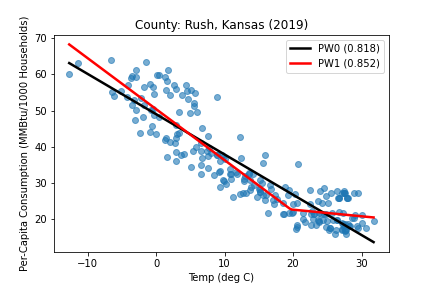 County: Rush, Kansas (2019)
PW0 (0.818)
PW1 (0.852)
Per-Capita Consumption (MMBtu/1000 Households)
70
60
50
40
30
20
−10
0
10
20
30
Temp (deg C)